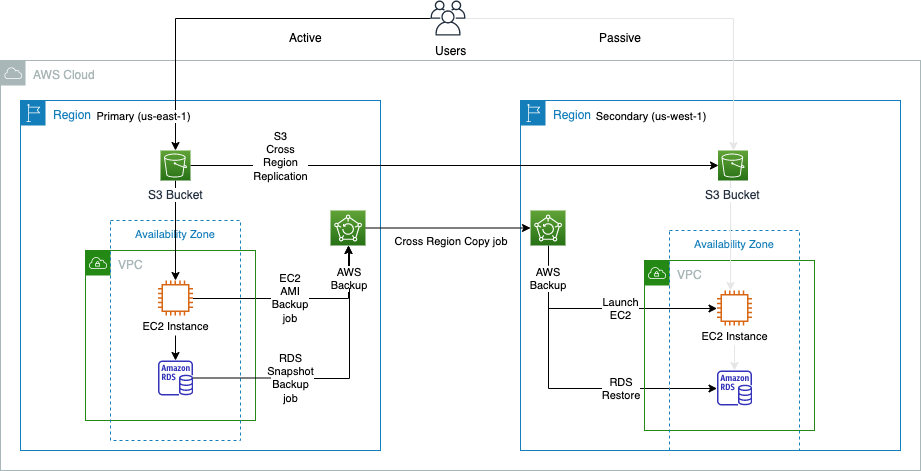 Active
Passive
Users
AWS Cloud
Region Primary (us-east-1)
Region Secondary (us-west-1)
S3
Cross
Region
Replication
S3 Bucket
S3 Bucket
Availability Zone
Availability Zone
Cross Region Copy job
VPC
VPC
AWS
Backup
AWS
Backup
EC2
AMI
Backup
job
Launch
EC2
EC2 Instance
EC2 Instance
RDS
Snapshot
Backup
job
RDS
Restore
Amazon
RDS
Amazon
RDS